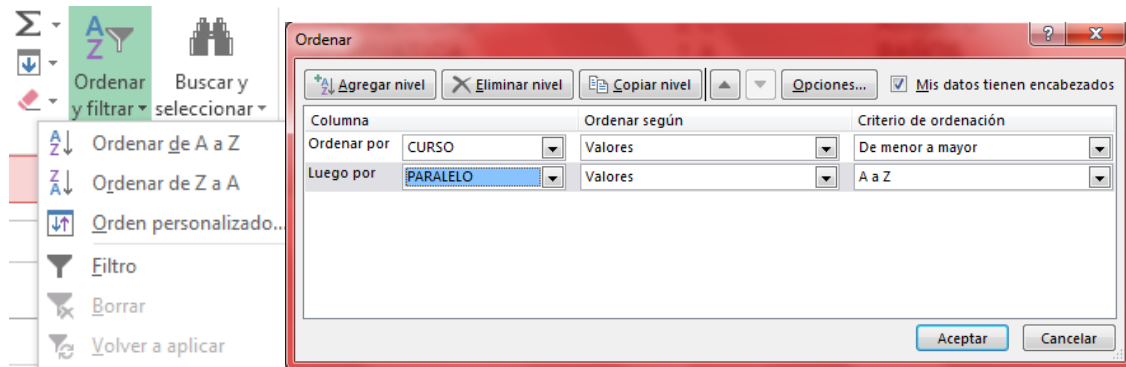 Σ
A
Z
Ordenar
y filtrar
Buscar y
seleccionar
Ordenar de A a Z
Ordenar de Z a A
Orden personalizado...
Filtro
Borrar
Volver a aplicar
Ordenar
? X
Agregar nivel Eliminar nivel Copiar nivel Opciones... Mis datos tienen encabezados
Columna Ordenar según Criterio de ordenación
Ordenar por CURSO Valores De menor a mayor
Luego por PARALELO Valores A a Z
Aceptar Cancelar